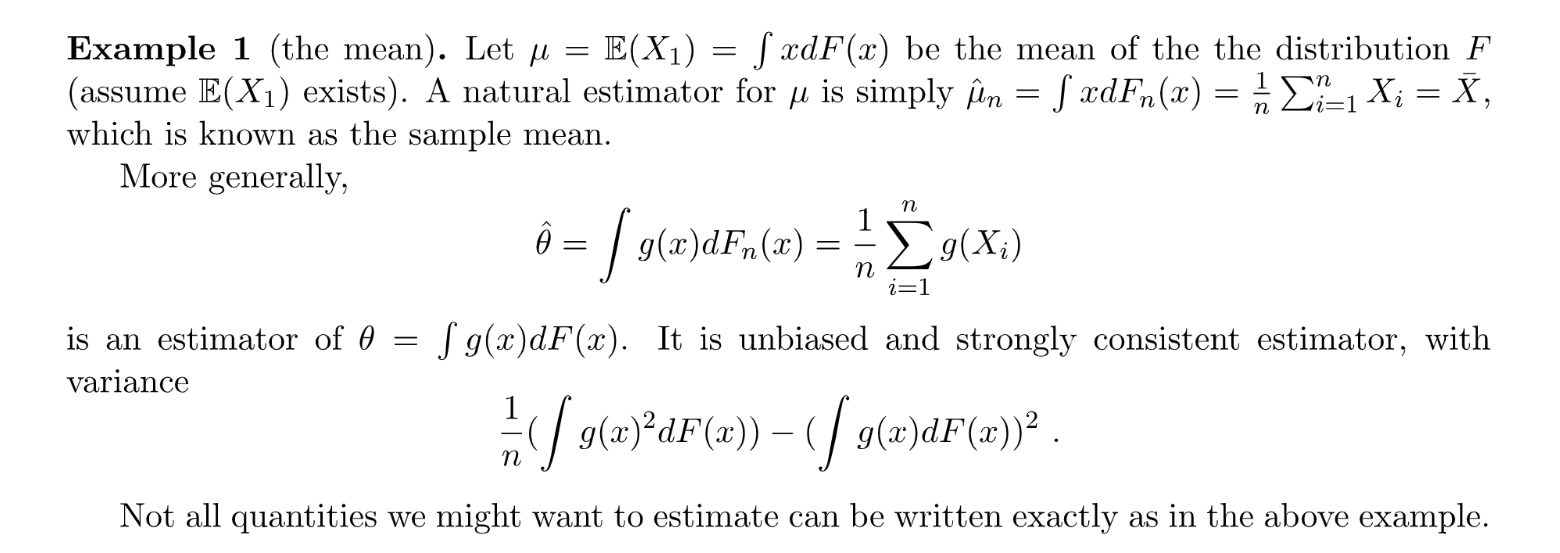 Example 1 (the mean). Let μ = 𝔼(X₁) = ∫ xdF(x) be the mean of the the distribution F
(assume 𝔼(X₁) exists). A natural estimator for μ is simply μ̂ₙ = ∫ xdFₙ(x) = 1/n ∑ⁿᵢ₌₁ Xᵢ = X̄,
which is known as the sample mean.
More generally,
θ̂ = ∫ g(x)dFₙ(x) = 1/n ∑ⁿᵢ₌₁ g(Xᵢ)
is an estimator of θ = ∫ g(x)dF(x). It is unbiased and strongly consistent estimator, with
variance
1/n (∫ g(x)²dF(x)) − (∫ g(x)dF(x))² .
Not all quantities we might want to estimate can be written exactly as in the above example.